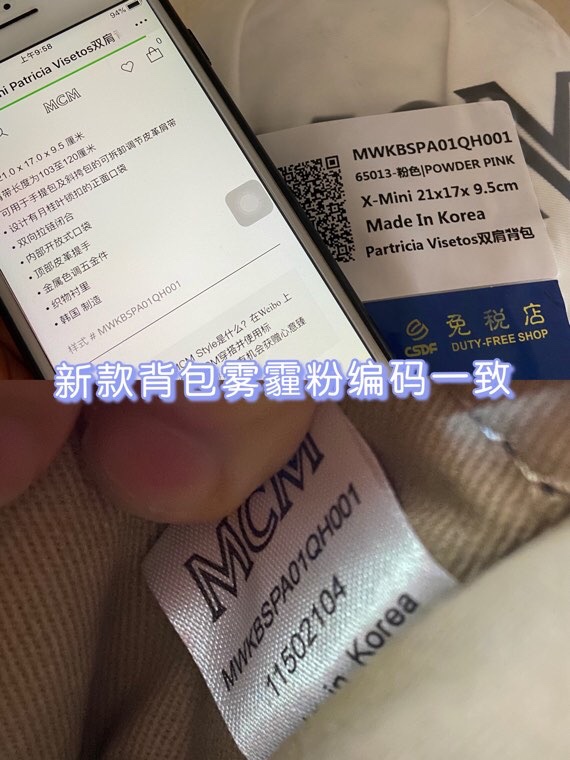 上午9:58
94%
ni Patricia Visetos双肩
0
MCM
21.0 x 17.0 x 9.5 厘米
肩带长度为103至120厘米
可用于手提包及斜挎包的可拆卸调节皮革肩带
• 设计有月桂叶锁扣的正面口袋
• 双向拉链闭合
• 内部开放式口袋
• 顶部皮革提手
• 金属色调五金件
• 织物衬里
• 韩国 制造
样式 # MWKBSPA01QH001
MCM Style是什么? 在Weibo 上
MWKBSPA01QH001
65013-粉色|POWDER PINK
X-Mini 21x17x 9.5cm
Made In Korea
Partricia Visetos双肩背包
CSDF
免税店
DUTY-FREE SHOP
新款背包雾霾粉编码一致
MCM
MWKBSPA01QH001
11502104
in Korea